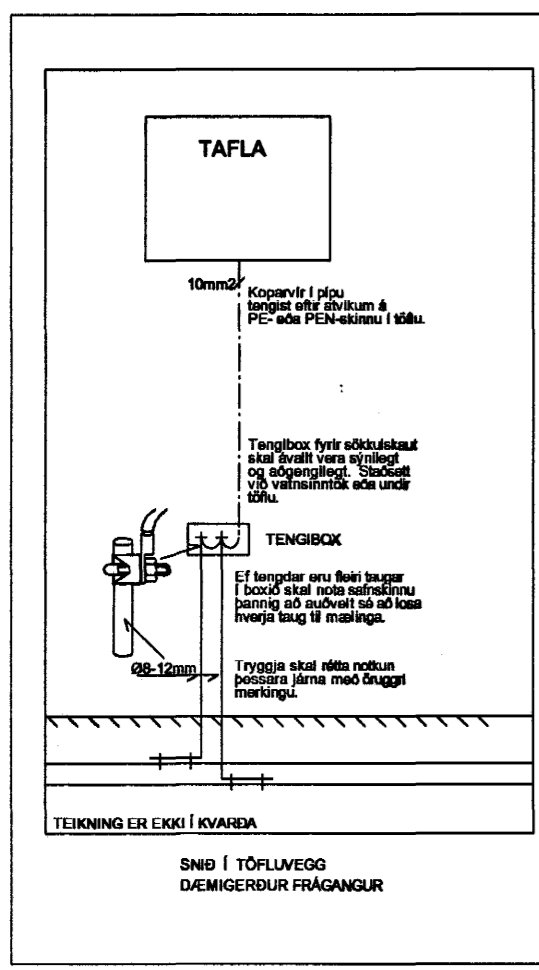 TAFLA
10mm2
Koparvír í pípu
tengist eftir atvikum á
PE- eða PEN-skinnu í töflu.
Tengibox fyrir sökkulskaut
skal ávallt vera sýnilegt
og aðgengilegt. Staðsett
við vatnsinntök eða undir
töflu.
TENGIBOX
Ef tengdar eru fleiri taugar
í boxið skal nota safnskinnu
þannig að auðvelt sé að losa
hverja taug til mælinga.
Ø8-12mm
Tryggja skal rétta notkun
þessara járna með öruggri
merkingu.
TEIKNING ER EKKI Í KVARÐA
SNIÐ Í TÖFLUVEGG
DÆMIGERÐUR FRÁGANGUR